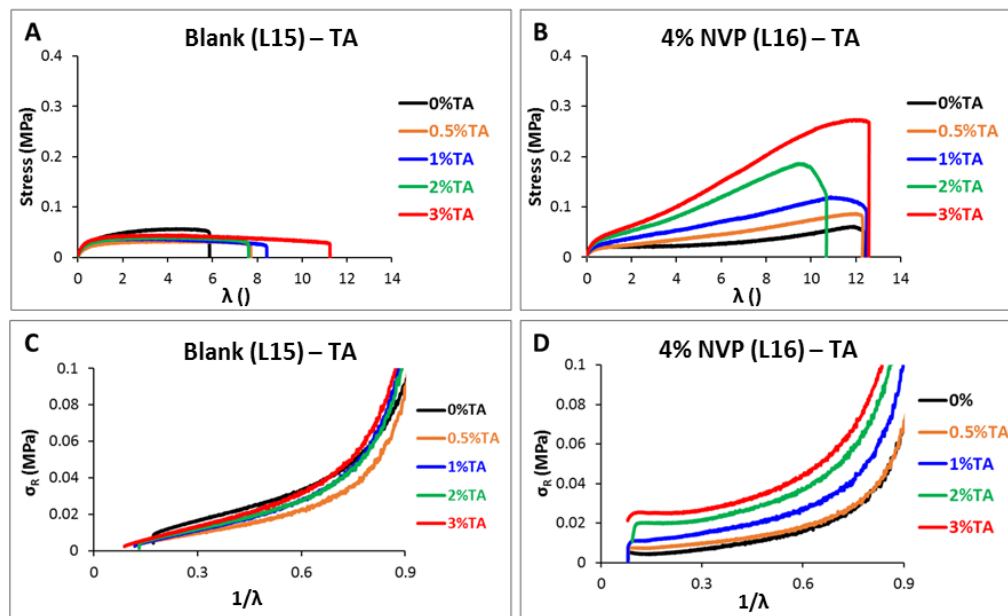 A
Blank (L15) – TA
0.4
0.3
0.2
0.1
0
Stress (MPa)
0 2 4 6 8 10 12 14
λ ()
0%TA
0.5%TA
1%TA
2%TA
3%TA
B
4% NVP (L16) – TA
0.4
0.3
0.2
0.1
0
Stress (MPa)
0 2 4 6 8 10 12 14
λ ()
0%TA
0.5%TA
1%TA
2%TA
3%TA
C
Blank (L15) – TA
0.1
0.08
0.06
0.04
0.02
0
σR (MPa)
0 0.3 0.6 0.9
1/λ
0%TA
0.5%TA
1%TA
2%TA
3%TA
D
4% NVP (L16) – TA
0.1
0.08
0.06
0.04
0.02
0
σR (MPa)
0 0.3 0.6 0.9
1/λ
0%
0.5%TA
1%TA
2%TA
3%TA